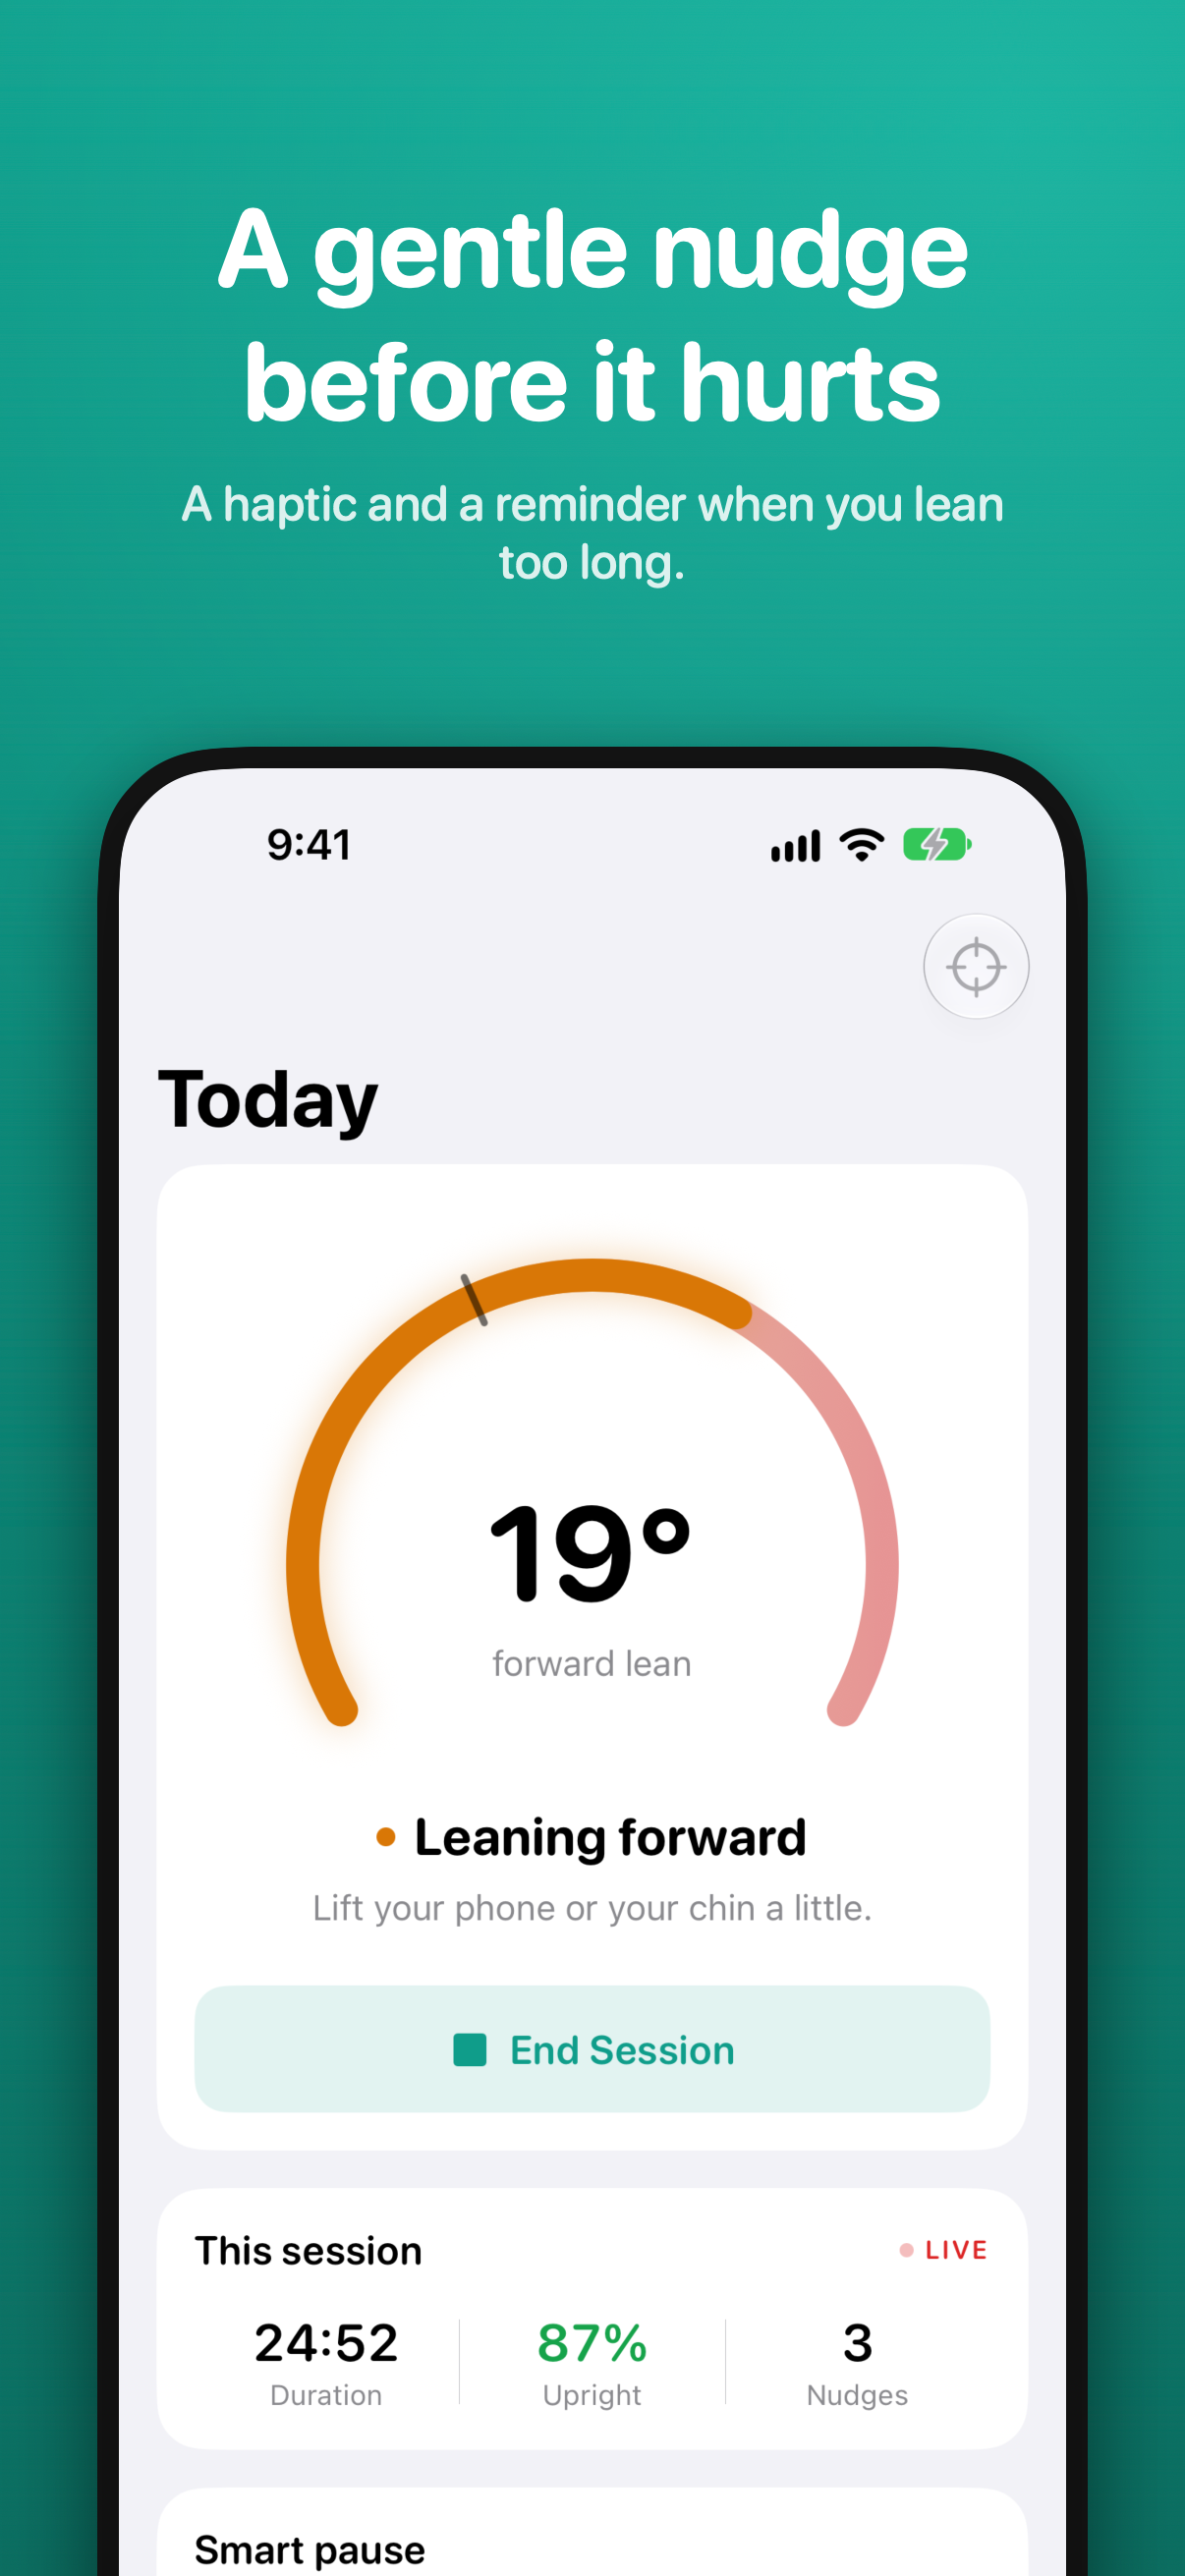 A gentle nudge
before it hurts
A haptic and a reminder when you lean
too long.
9:41
Today
19°
forward lean
Leaning forward
Lift your phone or your chin a little.
End Session
This session
LIVE
24:52
87%
3
Duration
Upright
Nudges
Smart pause